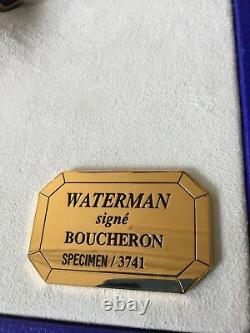 WATERMAN
signé
BOUCHERON
SPECIMEN / 3741